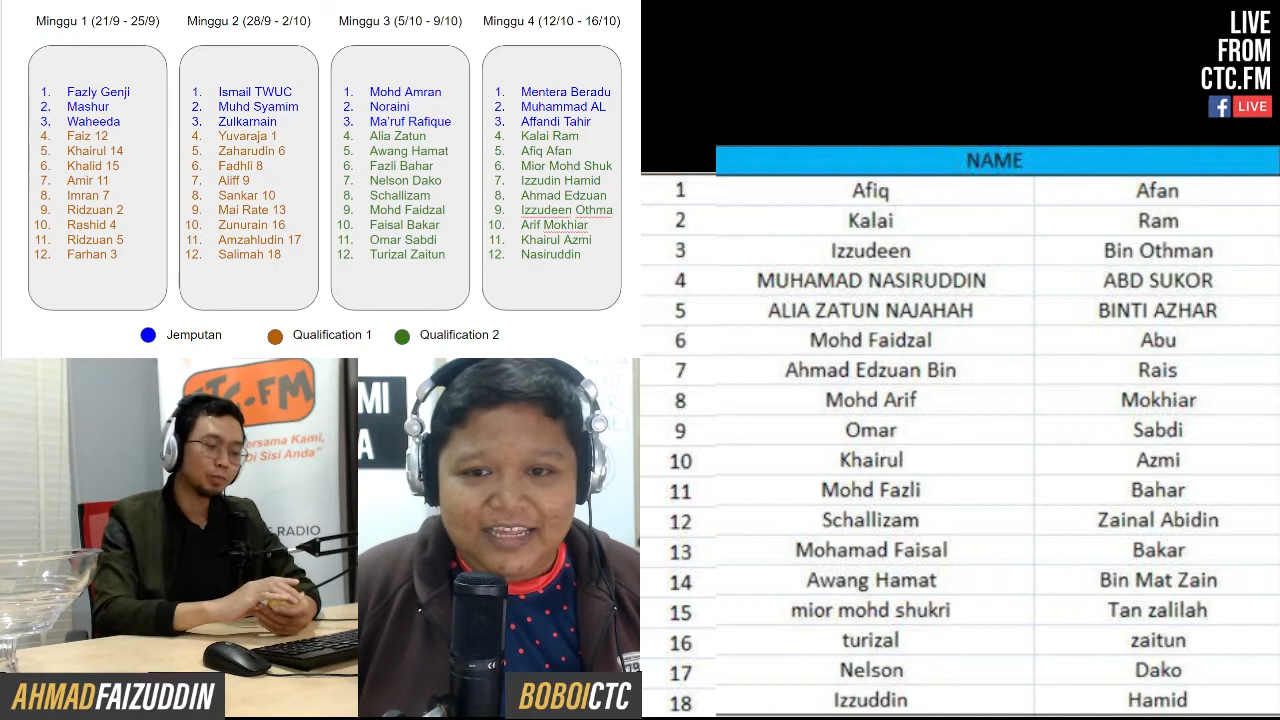 Minggu 1 (21/9 - 25/9)
1. Fazly Genji
2. Mashur
3. Waheeda
4. Faiz 12
5. Khairul 14
6. Khalid 15
7. Amir 11
8. Imran 7
9. Ridzuan 2
10. Rashid 4
11. Ridzuan 5
12. Farhan 3
Minggu 2 (28/9 - 2/10)
1. Ismail TWUC
2. Muhd Syamim
3. Zulkarnain
4. Yuvaraja 1
5. Zaharudin 6
6. Fadhli 8
7. Aliff 9
8. Sankar 10
9. Mai Rate 13
10. Zunurain 16
11. Amzahludin 17
12. Salimah 18
Minggu 3 (5/10 - 9/10)
1. Mohd Amran
2. Noraini
3. Ma'ruf Rafique
4. Alia Zatun
5. Awang Hamat
6. Fazli Bahar
7. Nelson Dako
8. Schallizam
9. Mohd Faidzal
10. Faisal Bakar
11. Omar Sabdi
12. Turizal Zaitun
Minggu 4 (12/10 - 16/10)
1. Mentera Beradu
2. Muhammad AL
3. Affandi Tahir
4. Kalai Ram
5. Afiq Afan
6. Mior Mohd Shuk
7. Izzudin Hamid
8. Ahmad Edzuan
9. Izzudeen Othma
10. Arif Mokhiar
11. Khairul Azmi
12. Nasiruddin
Jemputan
Qualification 1
Qualification 2
LIVE
FROM
CTC.FM
f LIVE
NAME
1 Afiq Afan
2 Kalai Ram
3 Izzudeen Bin Othman
4 MUHAMAD NASIRUDDIN ABD SUKOR
5 ALIA ZATUN NAJAHAH BINTI AZHAR
6 Mohd Faidzal Abu
7 Ahmad Edzuan Bin Rais
8 Mohd Arif Mokhiar
9 Omar Sabdi
10 Khairul Azmi
11 Mohd Fazli Bahar
12 Schallizam Zainal Abidin
13 Mohamad Faisal Bakar
14 Awang Hamat Bin Mat Zain
15 mior mohd shukri Tan zalilah
16 turizal zaitun
17 Nelson Dako
18 Izzuddin Hamid
CTC.FM
ersama Kami,
Di Sisi Anda"
RADIO
MI
A
AHMADFAIZUDDIN
BOBOICTC